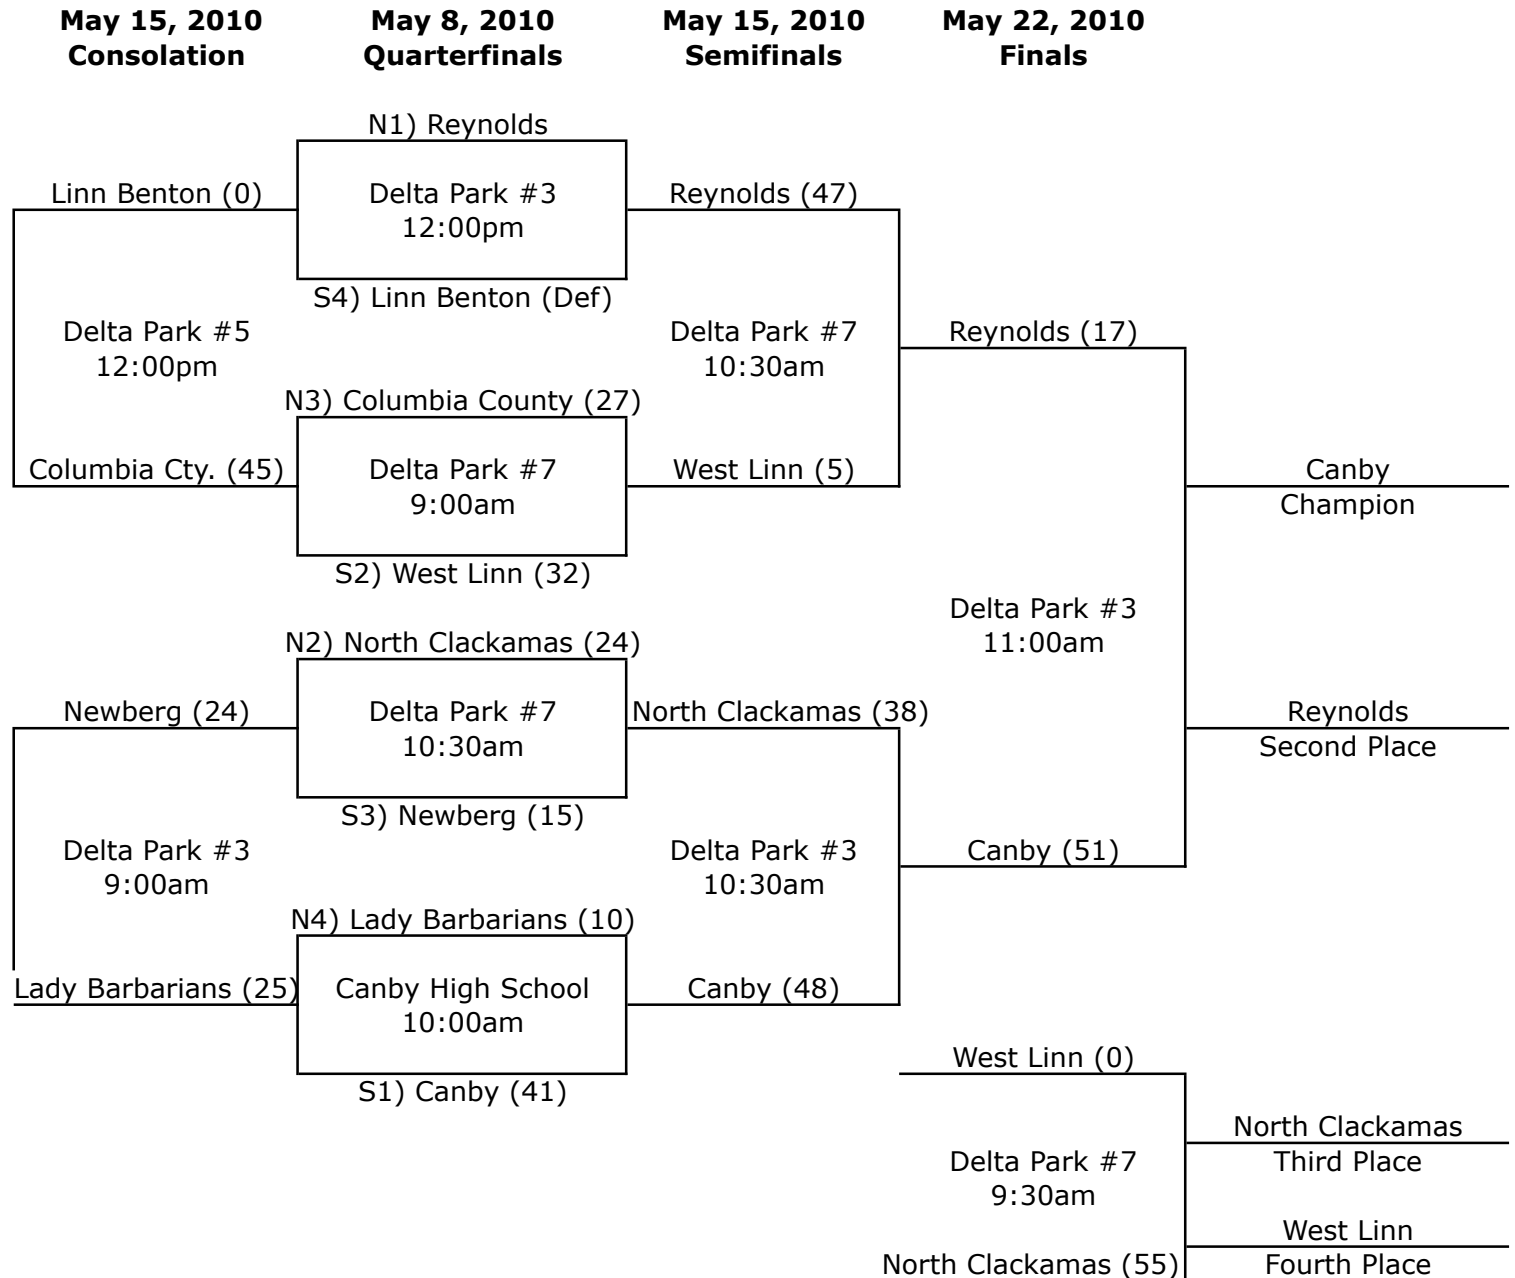 May 15, 2010 May 8, 2010 May 15, 2010 May 22, 2010
Consolation Quarterfinals Semifinals Finals
N1) Reynolds
Linn Benton (0) Delta Park #3 Reynolds (47)
12:00pm
S4) Linn Benton (Def)
Delta Park #5 Delta Park #7 Reynolds (17)
12:00pm 10:30am
N3) Columbia County (27)
Columbia Cty. (45) Delta Park #7 West Linn (5) Canby
9:00am Champion
S2) West Linn (32)
Delta Park #3
N2) North Clackamas (24) 11:00am
Newberg (24) Delta Park #7 North Clackamas (38) Reynolds
10:30am Second Place
S3) Newberg (15)
Delta Park #3 Delta Park #3 Canby (51)
9:00am 10:30am
N4) Lady Barbarians (10)
Lady Barbarians (25) Canby High School Canby (48)
10:00am
West Linn (0)
S1) Canby (41)
North Clackamas
Delta Park #7 Third Place
9:30am
West Linn
North Clackamas (55) Fourth Place